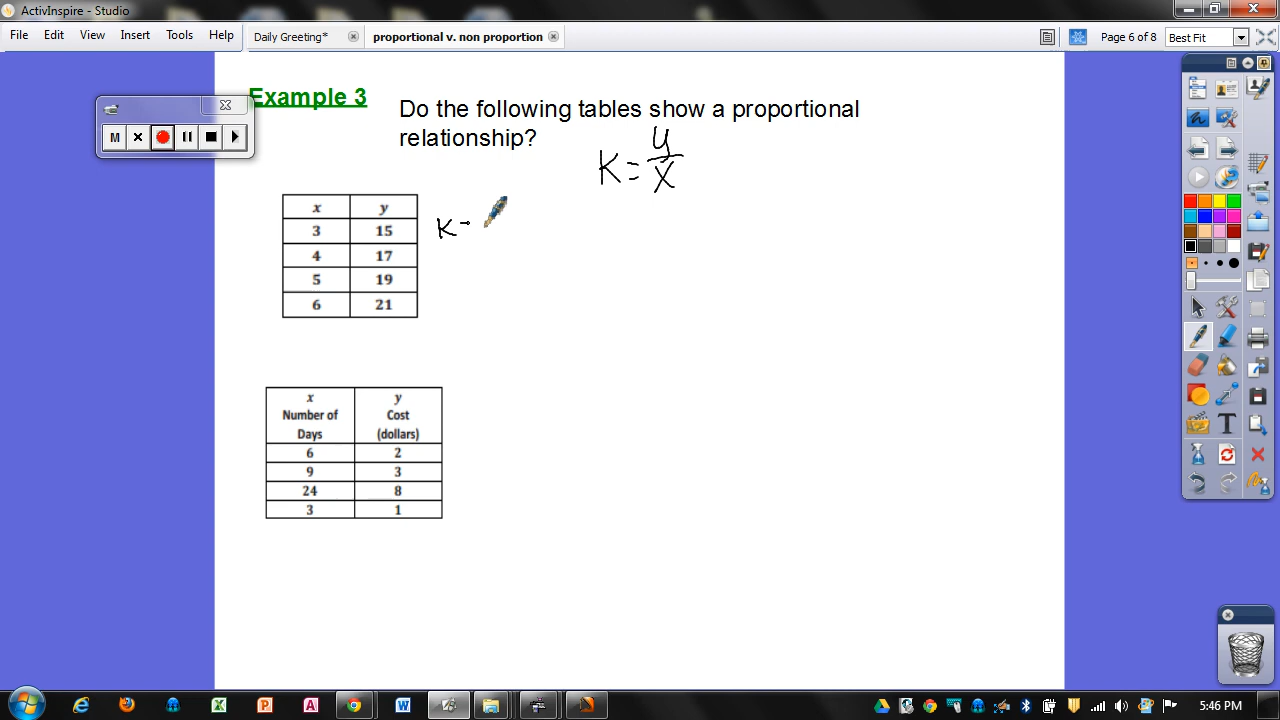 ActivInspire - Studio
File Edit View Insert Tools Help
Daily Greeting*
proportional v. non proportion
Page 6 of 8
Best Fit
Example 3
Do the following tables show a proportional
relationship?
K = y/x
M
x y
3 15
4 17
5 19
6 21
K -
x y
Number of Days Cost (dollars)
6 2
9 3
24 8
3 1
5:46 PM